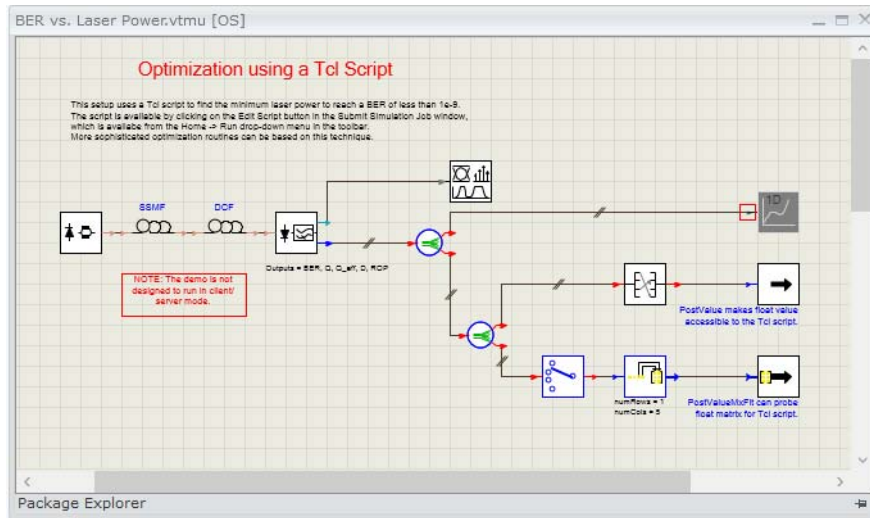 BER vs. Laser Power.vtmu [OS]
Optimization using a Tcl Script
This setup uses a Tcl script to find the minimum laser power to reach a BER of less than 1e-9.
The script is available by clicking on the Edit Script button in the Submit Simulation Job window,
which is availabe from the Home -> Run drop-down menu in the toolbar.
More sophisticated optimization routines can be based on this technique.
SSMF
DCF
1D
Outputs = BER, Q, Q_eff, D, ROP
NOTE: The demo is not
designed to run in client/
server mode.
PostValue makes float value
accessible to the Tcl script.
numRows = 1
numCols = 5
PostValueMxFlt can probe
float matrix for Tcl script.
Package Explorer